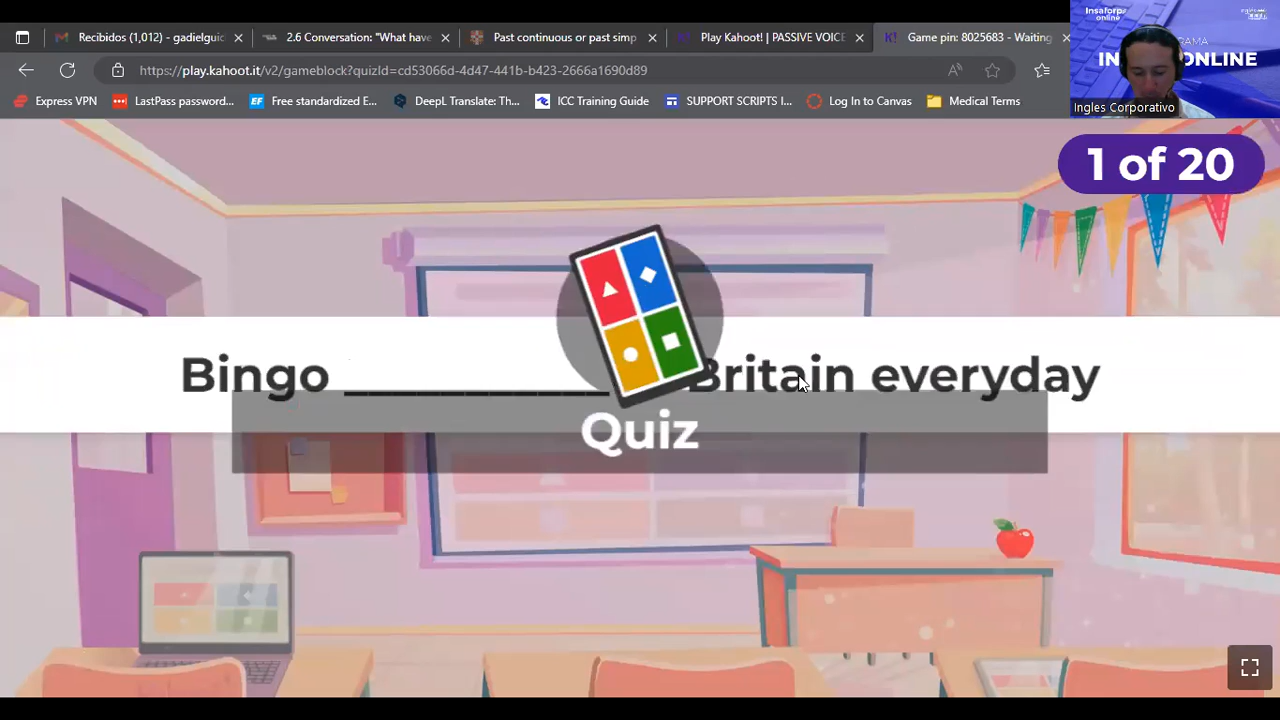 Recibidos (1,012) - gadielguic
2.6 Conversation: "What have
Past continuous or past simp
Play Kahoot! | PASSIVE VOICE
Game pin: 8025683 - Waiting
https://play.kahoot.it/v2/gameblock?quizId=cd53066d-4d47-441b-b423-2666a1690d89
Express VPN
LastPass password...
Free standardized E...
DeepL Translate: Th...
ICC Training Guide
SUPPORT SCRIPTS I...
Log In to Canvas
Medical Terms
Insaforp
online
IN ONLINE
Ingles Corporativo
1 of 20
Bingo ___________ Britain everyday
Quiz